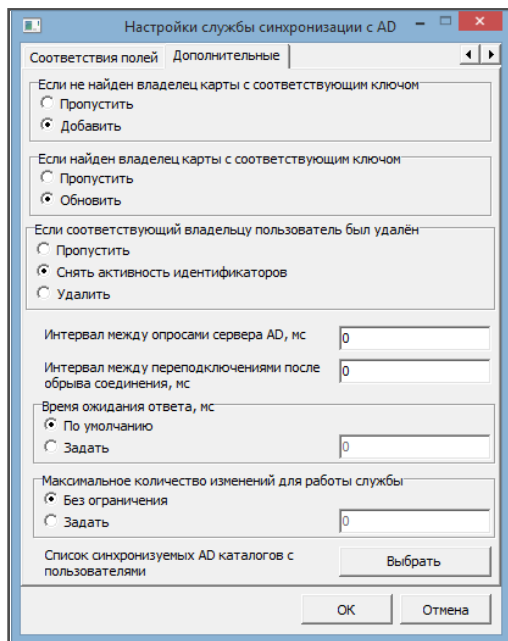 Настройки службы синхронизации с AD
Соответствия полей Дополнительные
Если не найден владелец карты с соответствующим ключом
Пропустить
Добавить
Если найден владелец карты с соответствующим ключом
Пропустить
Обновить
Если соответствующий владельцу пользователь был удалён
Пропустить
Снять активность идентификаторов
Удалить
Интервал между опросами сервера AD, мс 0
Интервал между переподключениями после
обрыва соединения, мс 0
Время ожидания ответа, мс
По умолчанию
Задать 0
Максимальное количество изменений для работы службы
Без ограничения
Задать 0
Список синхронизуемых AD каталогов с
пользователями Выбрать
OK Отмена